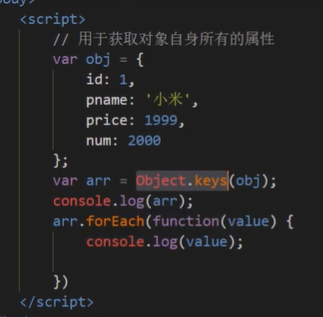 body>
<script>
// 用于获取对象自身所有的属性
var obj = {
id: 1,
pname: '小米',
price: 1999,
num: 2000
};
var arr = Object.keys(obj);
console.log(arr);
arr.forEach(function(value) {
console.log(value);
})
</script>